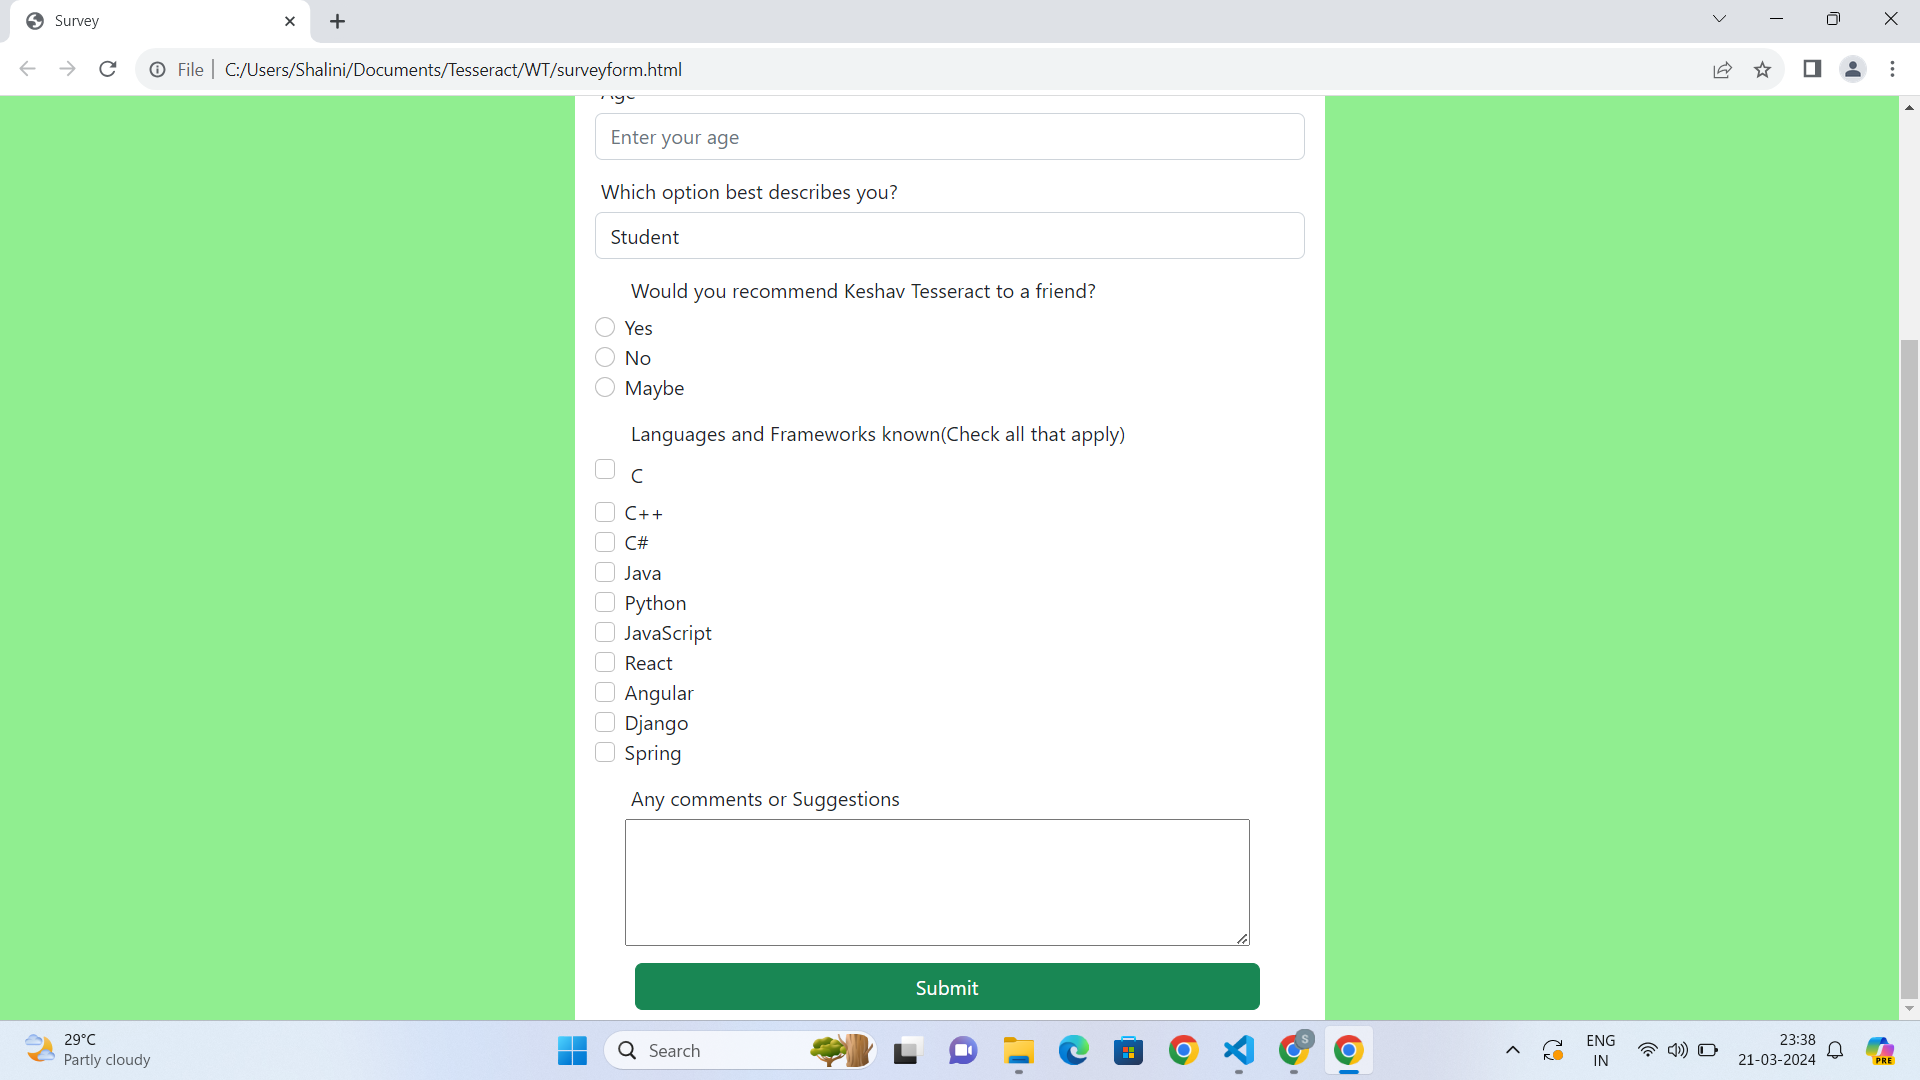 Survey
File
C:/Users/Shalini/Documents/Tesseract/WT/surveyform.html
Age
Enter your age
Which option best describes you?
Student
Would you recommend Keshav Tesseract to a friend?
Yes
No
Maybe
Languages and Frameworks known(Check all that apply)
C
C++
C#
Java
Python
JavaScript
React
Angular
Django
Spring
Any comments or Suggestions
Submit
29°C
Partly cloudy
Search
S
ENG
IN
23:38
21-03-2024
PRE